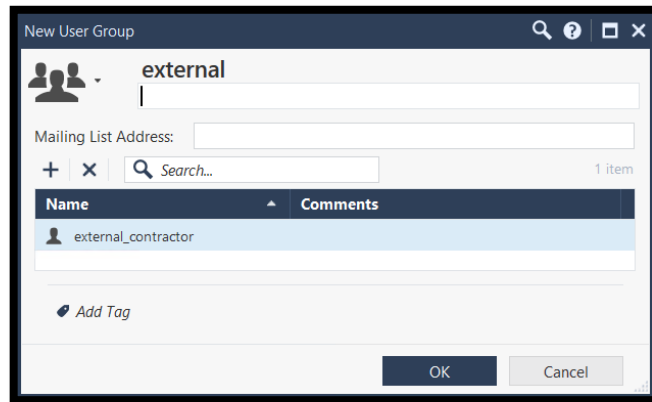 New User Group
external
Mailing List Address:
Search...
1 item
Name Comments
external_contractor
Add Tag
OK Cancel